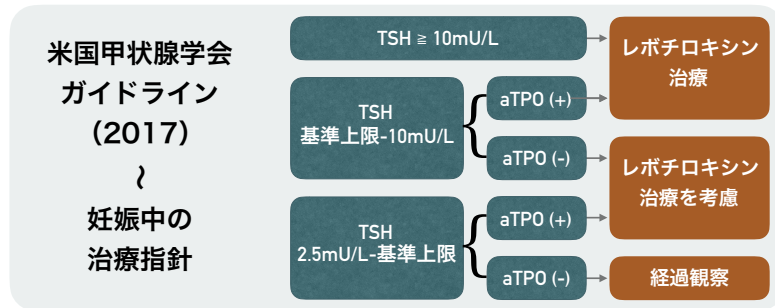 米国甲状腺学会
ガイドライン
（2017）
~
妊娠中の
治療指針
TSH ≧ 10mU/L
レボチロキシン
治療
TSH
基準上限-10mU/L
aTPO (+)
aTPO (-)
レボチロキシン
治療を考慮
TSH
2.5mU/L-基準上限
aTPO (+)
aTPO (-)
経過観察